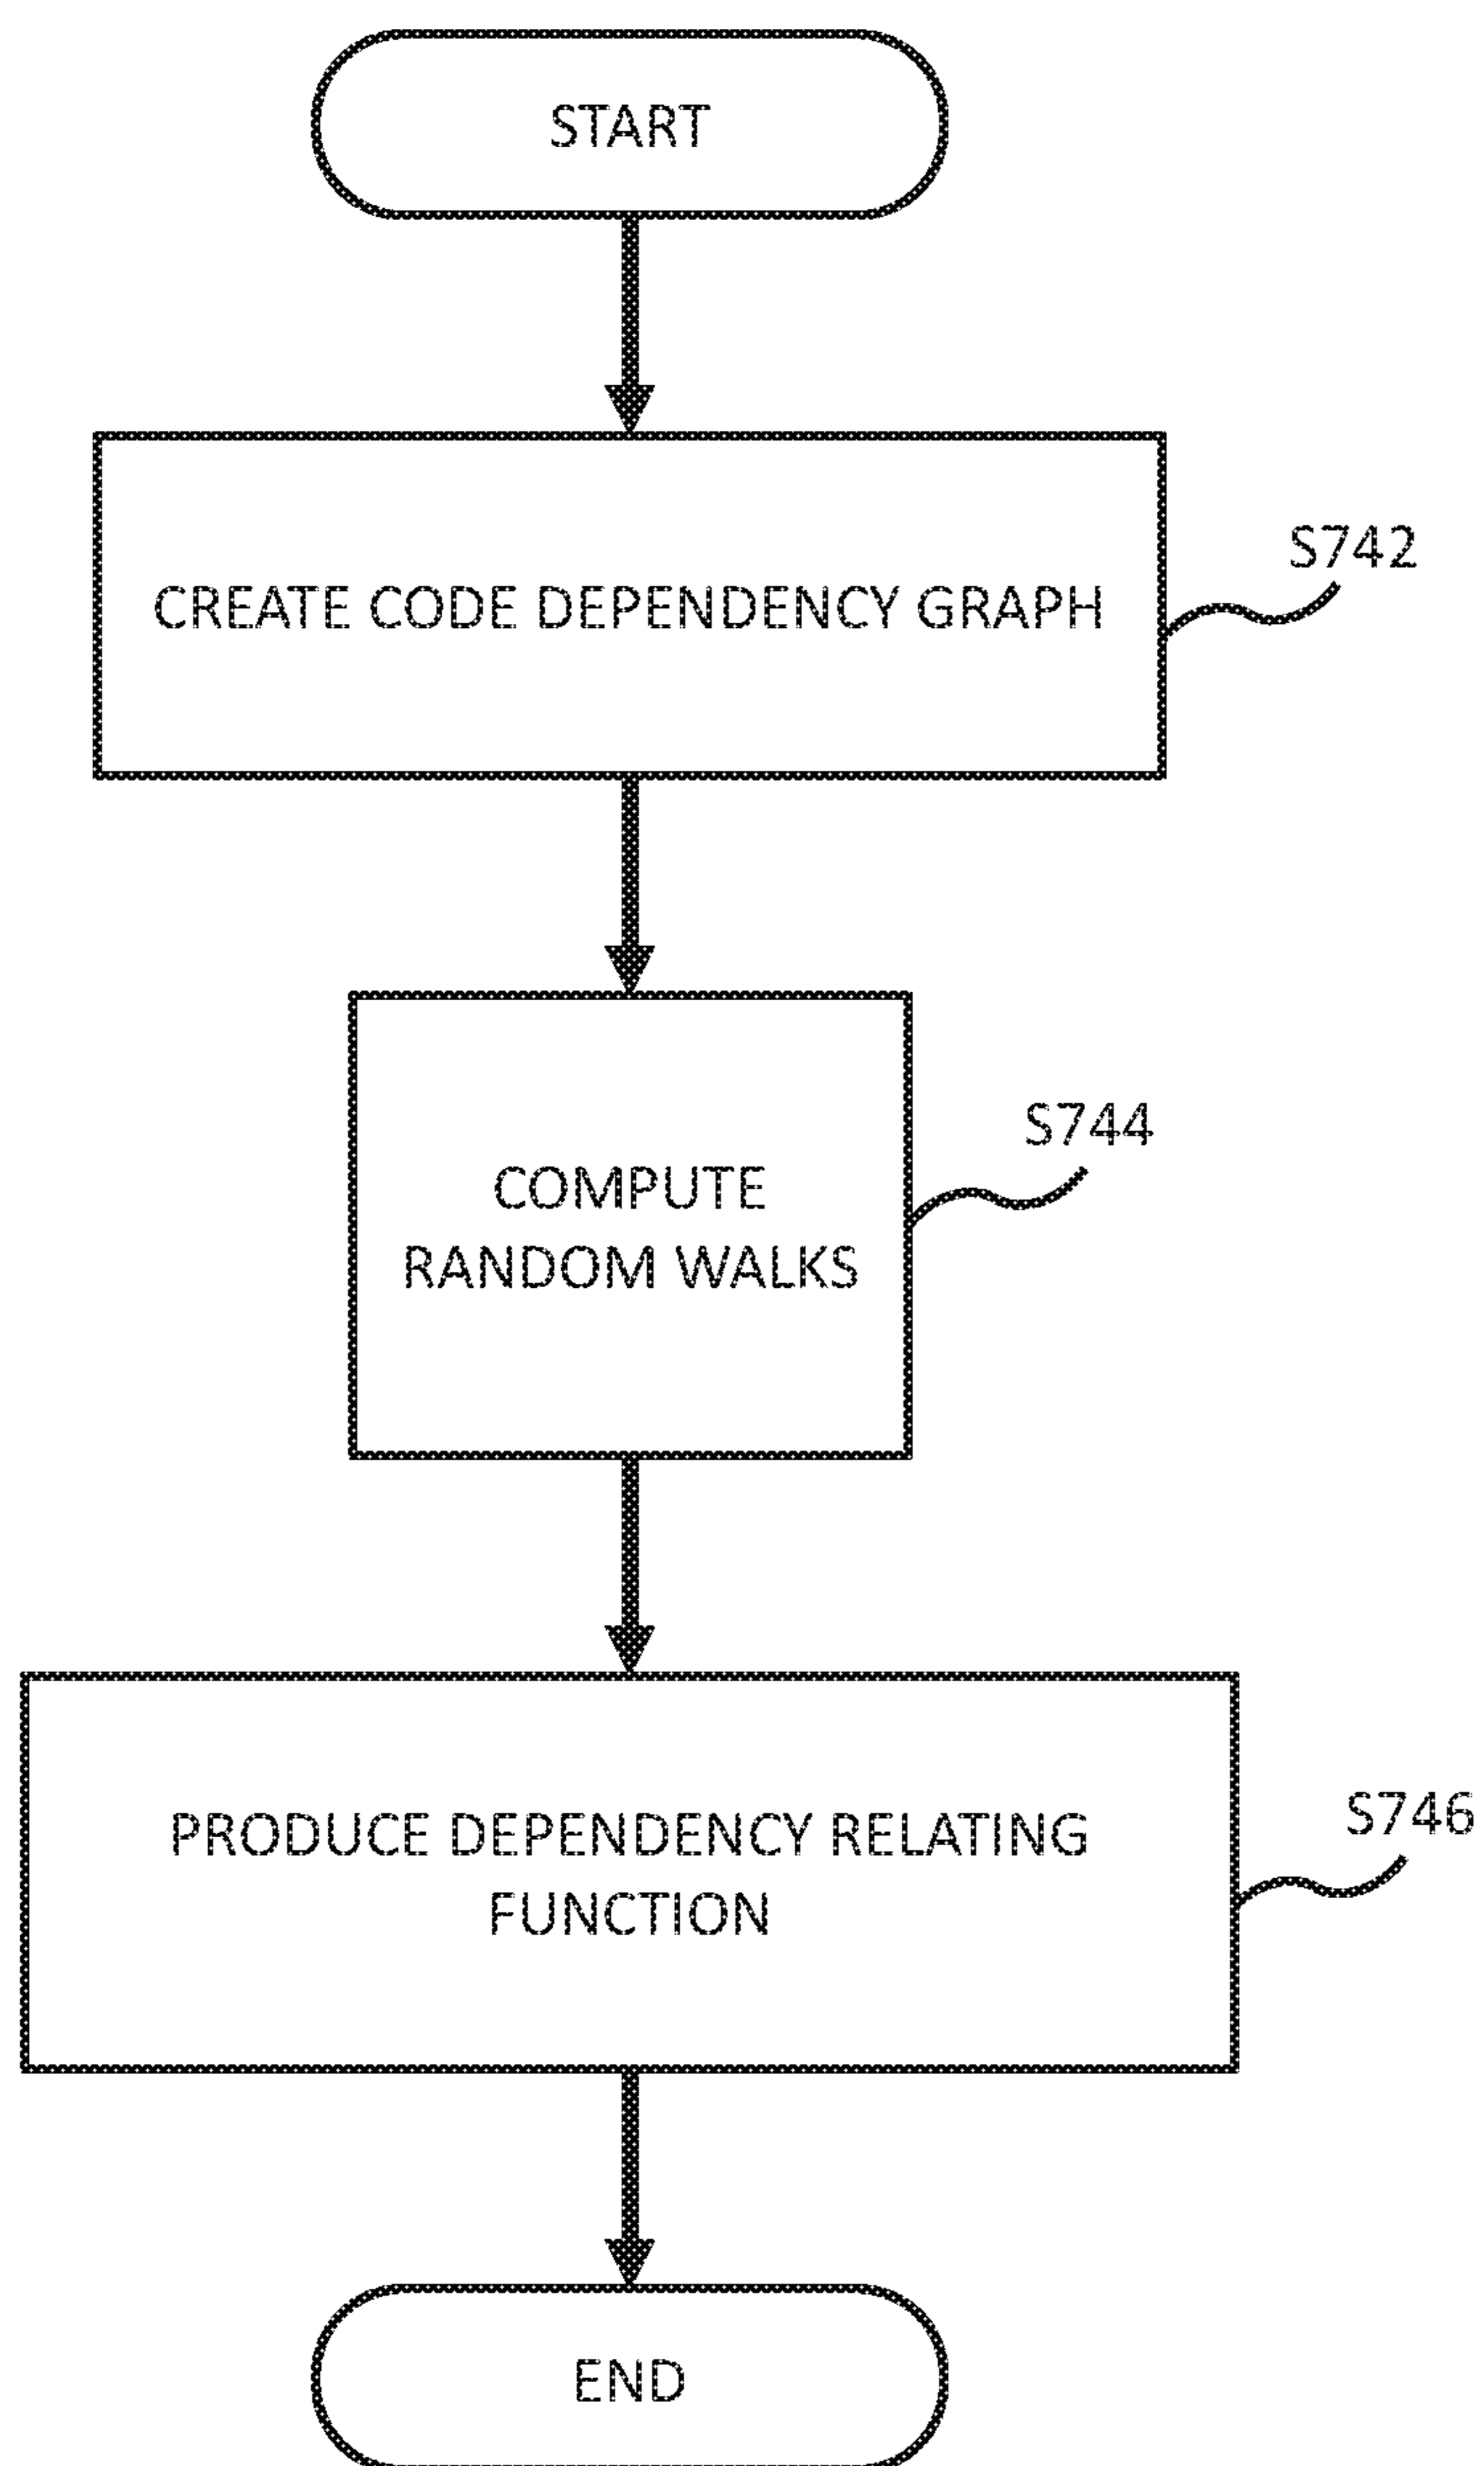 START
CREATE CODE DEPENDENCY GRAPH
S742
COMPUTE
RANDOM WALKS
S744
PRODUCE DEPENDENCY RELATING
FUNCTION
S746
END